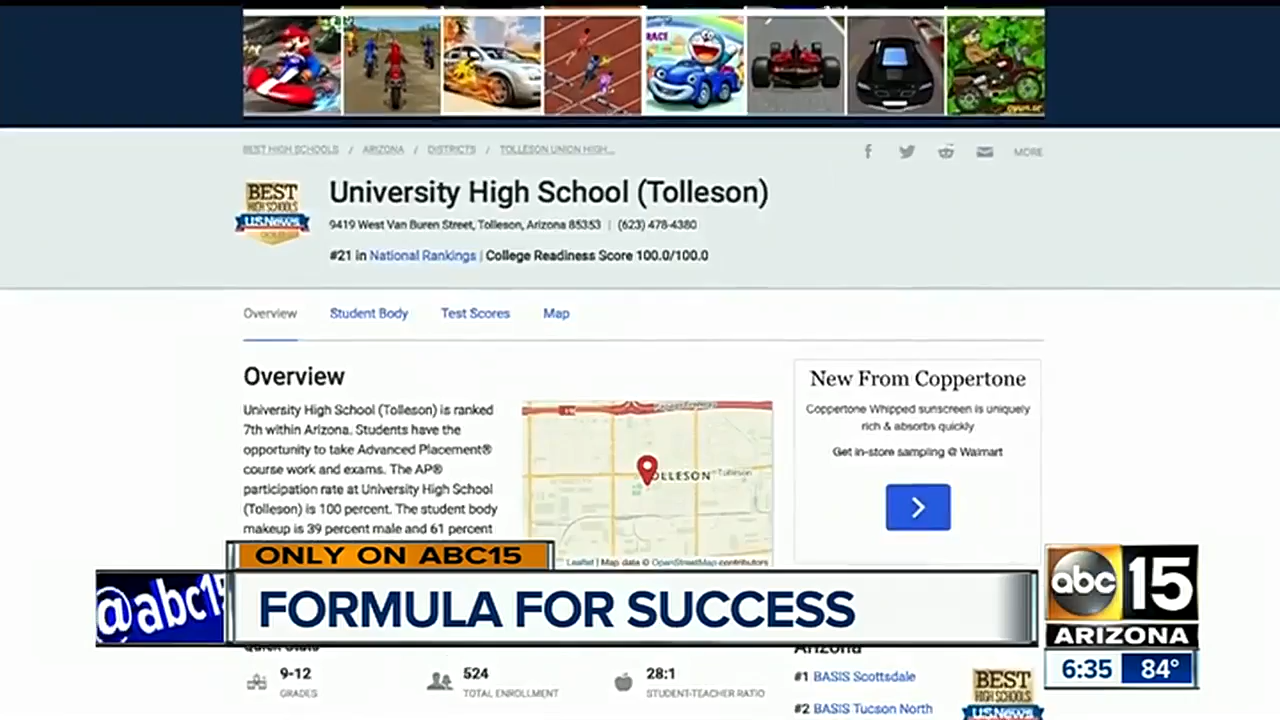 RACE
BEST HIGH SCHOOLS / ARIZONA / DISTRICTS / TOLLESON UNION HIGH...
MORE
BEST
HIGH SCHOOLS
U.S.News
University High School (Tolleson)
9419 West Van Buren Street, Tolleson, Arizona 85353 | (623) 478-4380
#21 in National Rankings | College Readiness Score 100.0/100.0
Overview
Student Body
Test Scores
Map
Overview
University High School (Tolleson) is ranked
7th within Arizona. Students have the
opportunity to take Advanced Placement®
course work and exams. The AP®
participation rate at University High School
(Tolleson) is 100 percent. The student body
makeup is 39 percent male and 61 percent
OLLESON
Tolleson
Leaflet | Map data © OpenStreetMap contributors
New From Coppertone
Coppertone Whipped sunscreen is uniquely
rich & absorbs quickly
Get in-store sampling @ Walmart
ONLY ON ABC15
@abc15
FORMULA FOR SUCCESS
abc 15
ARIZONA
6:35 84°
Quick Stats
9-12
GRADES
524
TOTAL ENROLLMENT
28:1
STUDENT-TEACHER RATIO
Arizona
#1 BASIS Scottsdale
#2 BASIS Tucson North
BEST
HIGH SCHOOLS
U.S.News